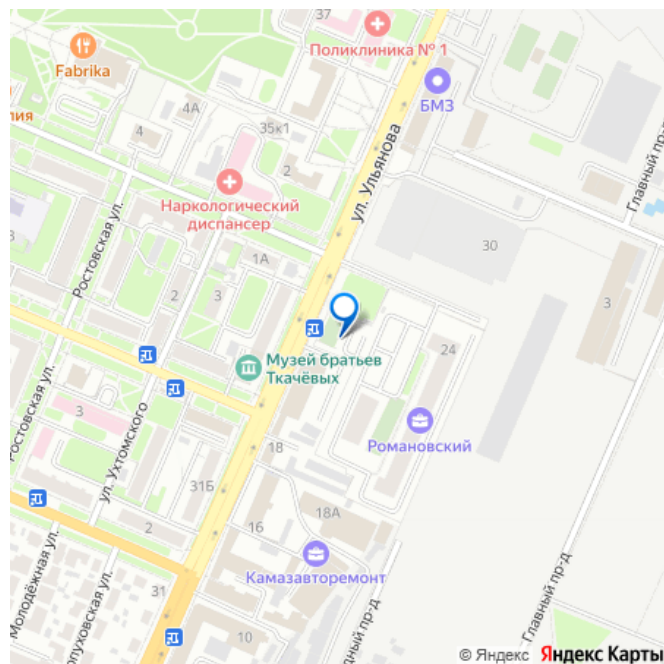 37
Поликлиника № 1
Fabrika
БМЗ
4А
лия
35к1
4
2
ул. Ульянова
Наркологический
диспансер
Главный пр-д
Ростовская ул.
3
1А
30
2
3
3
24
Музей братьев
Ткачёвых
Ростовская ул.
3
ул. Ухтомского
Романовский
18
31Б
18А
2
16
Молодёжная ул.
Камазавторемонт
31
10
Главный пр-д
© Яндекс Яндекс Карты